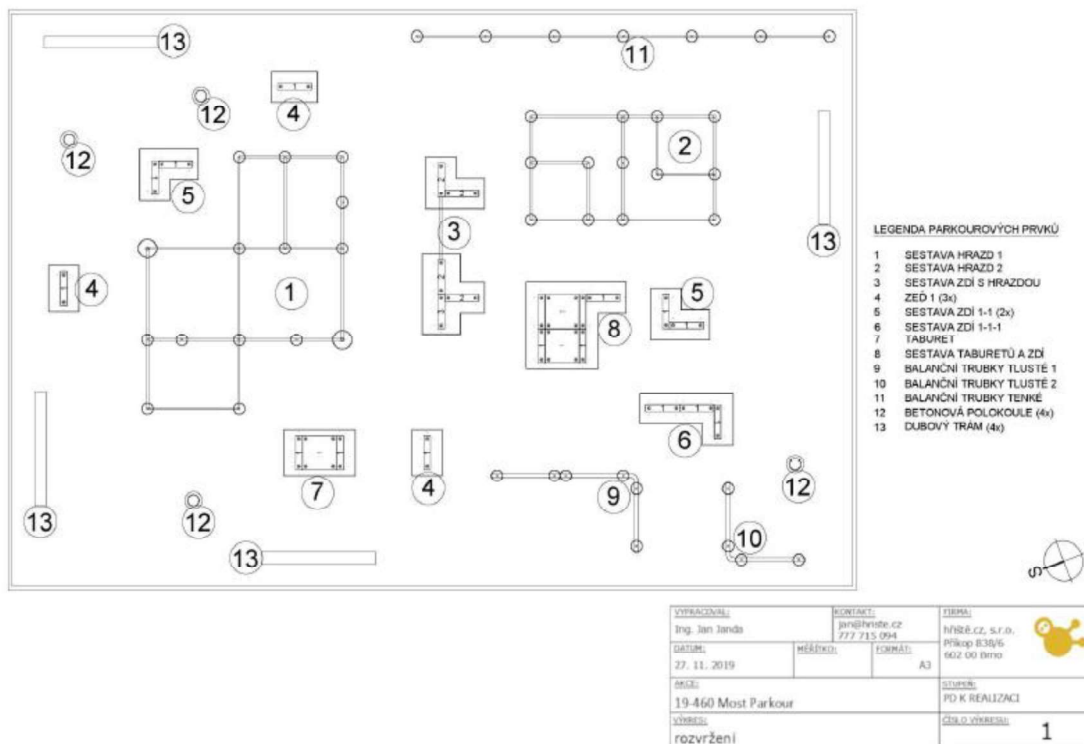 13
11
4
12
12
2
5
3
13
4
1
5
8
6
7
4
12
9
13
12
10
13
LEGENDA PARKOUROVÝCH PRVKŮ
1 SESTAVA HRAZD 1
2 SESTAVA HRAZD 2
3 SESTAVA ZDÍ S HRAZDOU
4 ZEĎ 1 (3x)
5 SESTAVA ZDÍ 1-1 (2x)
6 SESTAVA ZDÍ 1-1-1
7 TABURET
8 SESTAVA TABURETŮ A ZDÍ
9 BALANČNÍ TRUBKY TLUSTÉ 1
10 BALANČNÍ TRUBKY TLUSTÉ 2
11 BALANČNÍ TRUBKY TENKÉ
12 BETONOVÁ POLOKOULE (4x)
13 DUBOVÝ TRÁM (4x)
S
VYPRACOVAL:
Ing. Jan Janda
KONTAKT:
jan@hriste.cz
777 715 094
FIRMA:
hřiště.cz, s.r.o.
Příkop 838/6
602 00 Brno
DATUM:
27. 11. 2019
MĚŘÍTKO:
FORMÁT:
A3
AKCE:
19-460 Most Parkour
STUPEŇ:
PD K REALIZACI
VÝKRES:
rozvržení
ČÍSLO VÝKRESU:
1